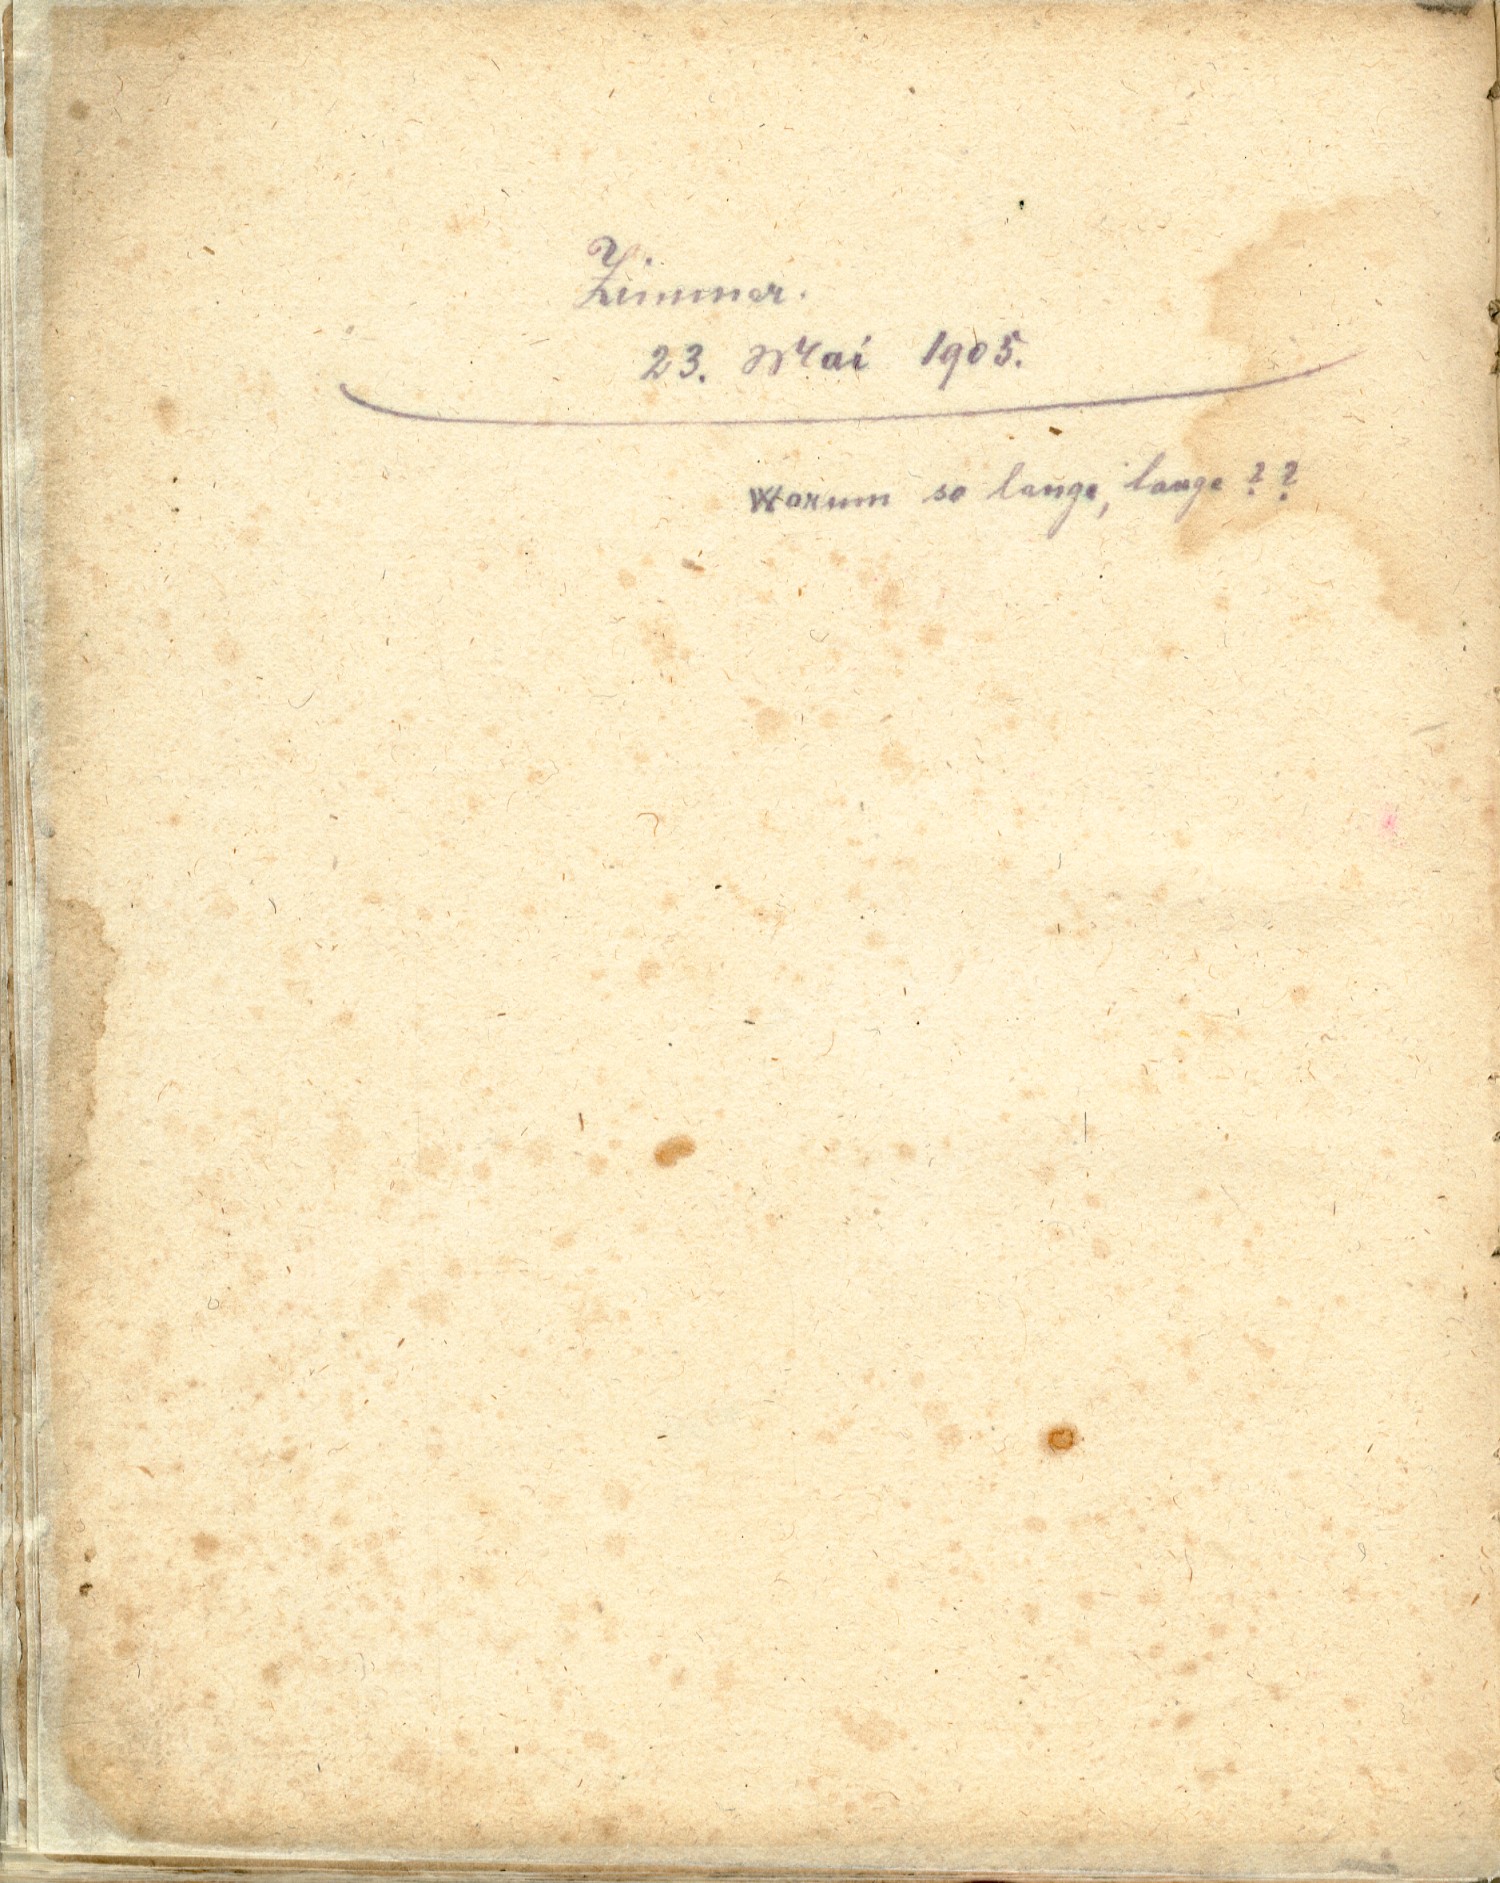 Zimmer.
23. Mai 1905.
Warum so lange, lange ??